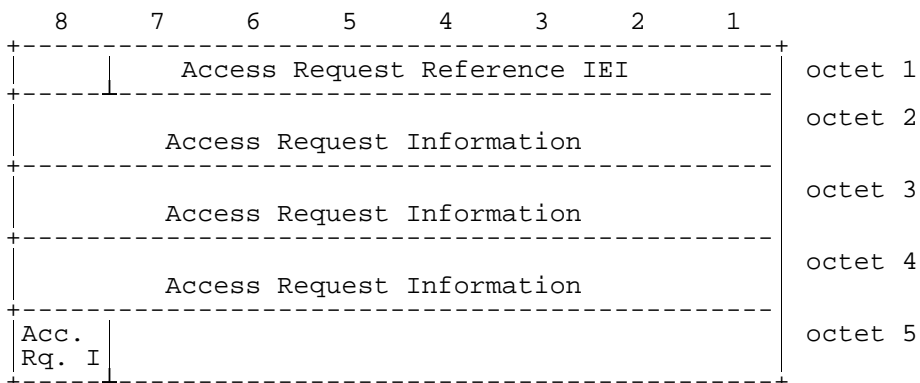 8 7 6 5 4 3 2 1
Access Request Reference IEI octet 1
octet 2
Access Request Information
octet 3
Access Request Information
octet 4
Access Request Information
Acc. octet 5
Rq. I